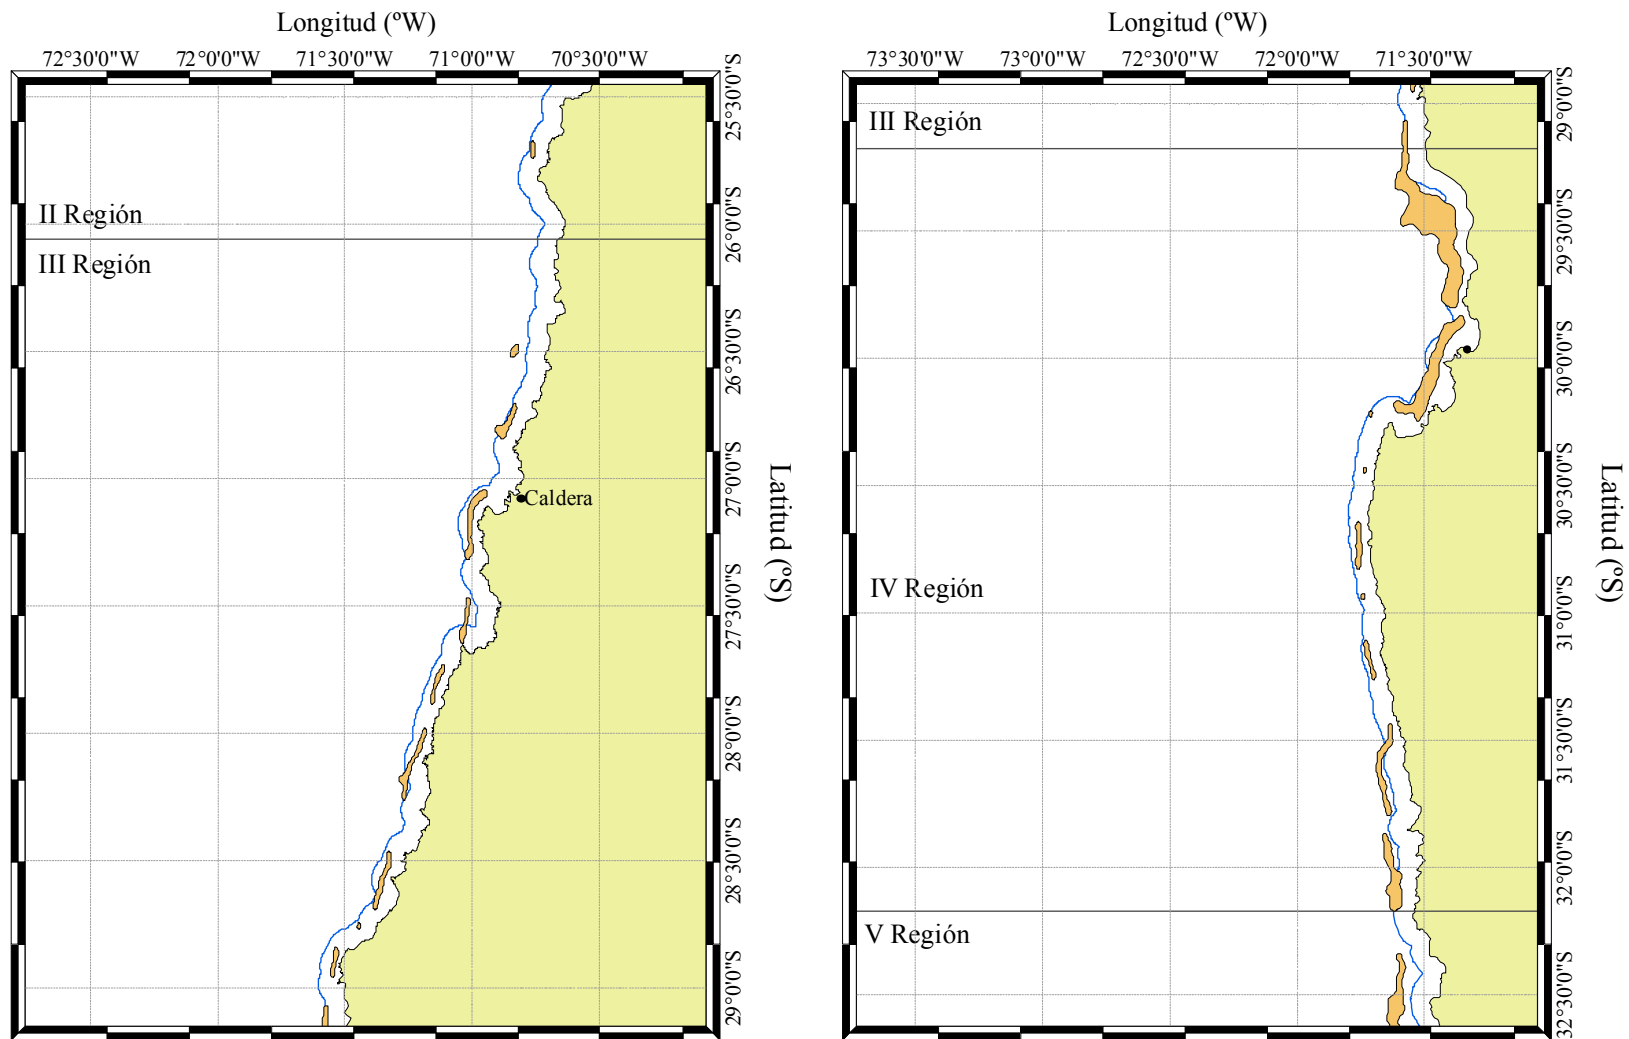 Longitud (ºW)
72°30'0"W 72°0'0"W 71°30'0"W 71°0'0"W 70°30'0"W
25°30'0"S
26°0'0"S
26°30'0"S
27°0'0"S
27°30'0"S
28°0'0"S
28°30'0"S
29°0'0"S
Latitud (ºS)
II Región
III Región
Caldera
Longitud (ºW)
73°30'0"W 73°0'0"W 72°30'0"W 72°0'0"W 71°30'0"W
29°0'0"S
29°30'0"S
30°0'0"S
30°30'0"S
31°0'0"S
31°30'0"S
32°0'0"S
32°30'0"S
Latitud (ºS)
III Región
IV Región
V Región